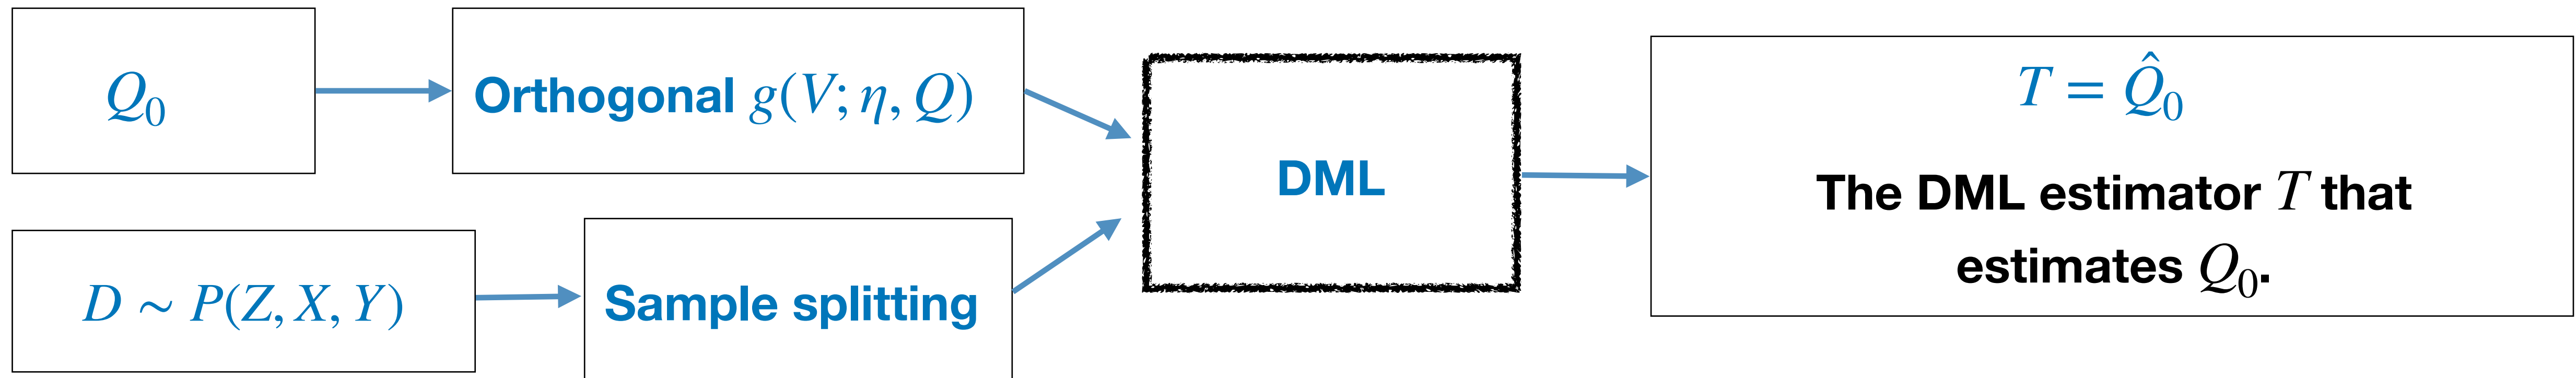 Q₀
Orthogonal g(V; η, Q)
D ∼ P(Z, X, Y)
Sample splitting
DML
T = Q̂₀
The DML estimator T that
estimates Q₀.